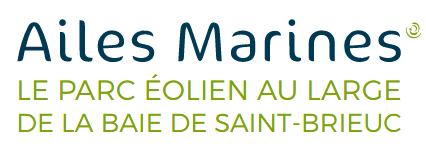 Ailes Marines
LE PARC ÉOLIEN AU LARGE
DE LA BAIE DE SAINT-BRIEUC